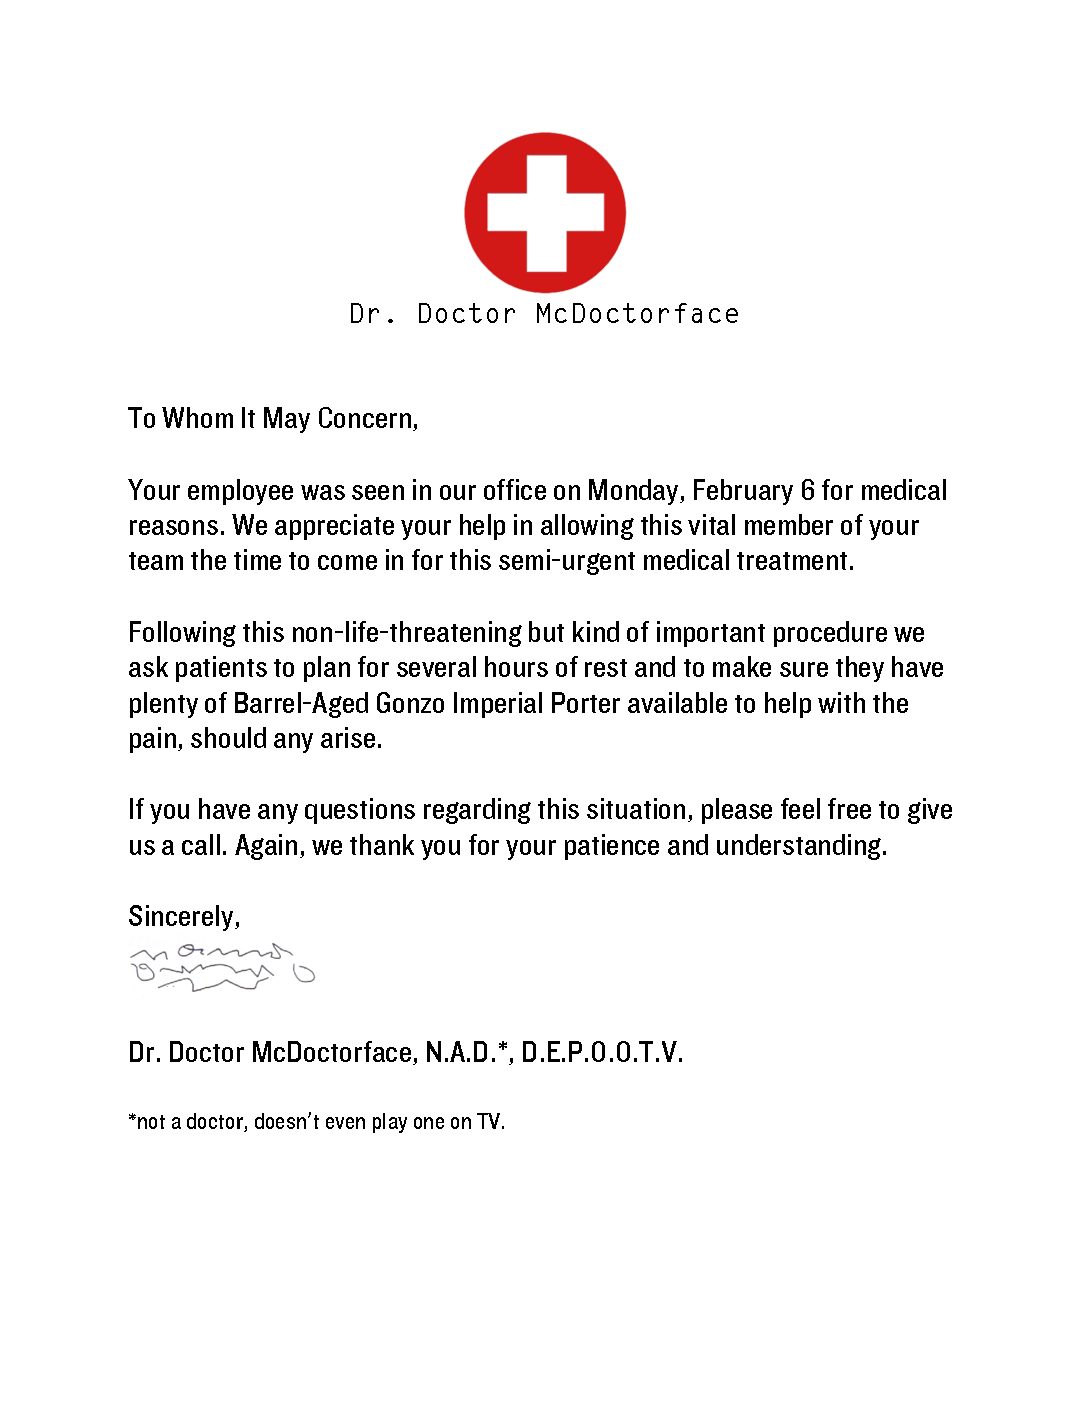 Dr. Doctor McDoctorface
To Whom It May Concern,
Your employee was seen in our office on Monday, February 6 for medical
reasons. We appreciate your help in allowing this vital member of your
team the time to come in for this semi-urgent medical treatment.
Following this non-life-threatening but kind of important procedure we
ask patients to plan for several hours of rest and to make sure they have
plenty of Barrel-Aged Gonzo Imperial Porter available to help with the
pain, should any arise.
If you have any questions regarding this situation, please feel free to give
us a call. Again, we thank you for your patience and understanding.
Sincerely,
Dr. Doctor McDoctorface, N.A.D.*, D.E.P.O.O.T.V.
*not a doctor, doesn't even play one on TV.